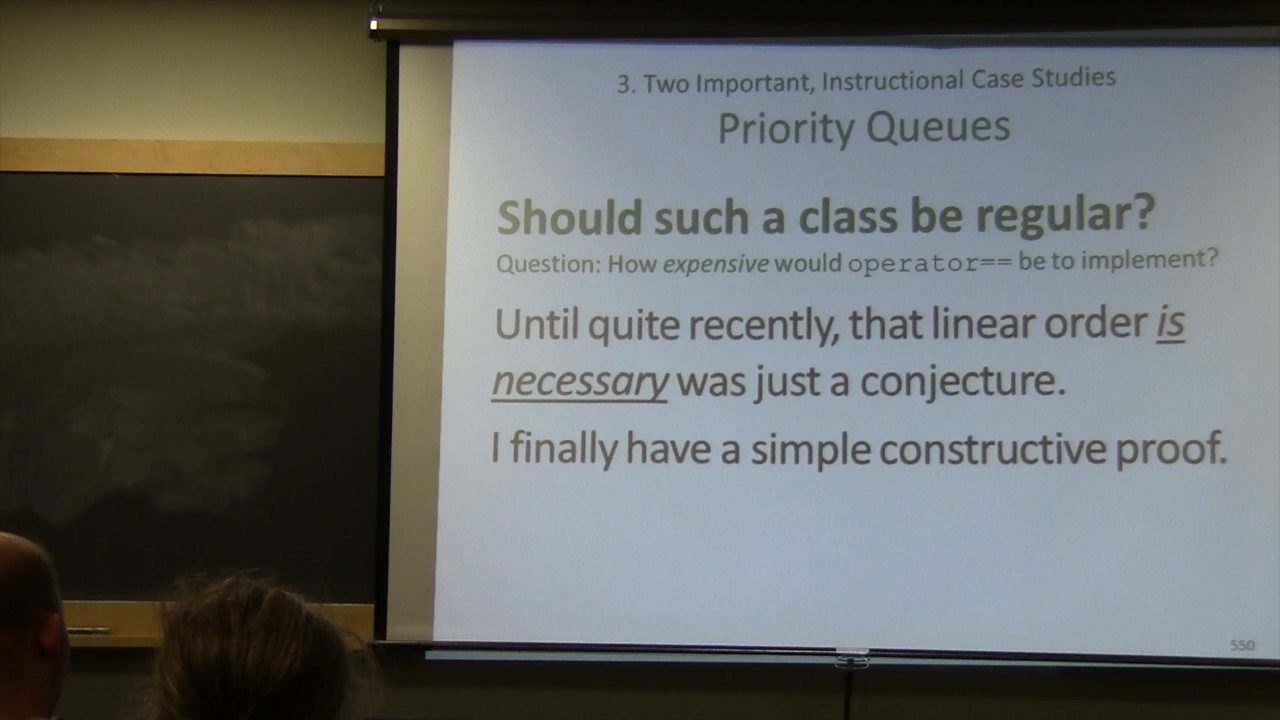 3. Two Important, Instructional Case Studies
Priority Queues
Should such a class be regular?
Question: How expensive would operator== be to implement?
Until quite recently, that linear order is
necessary was just a conjecture.
I finally have a simple constructive proof.
550